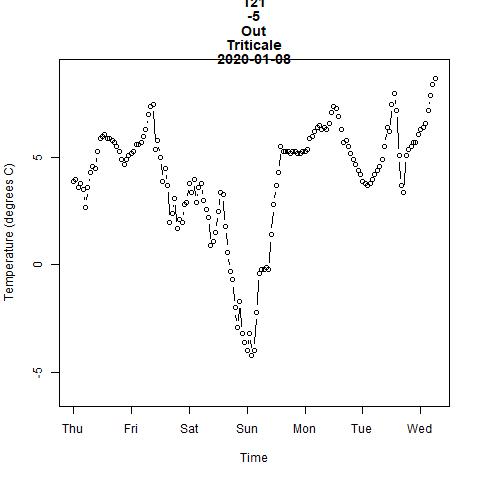 121
-5
Out
Triticale
2020-01-08
Temperature (degrees C)
5
0
-5
Thu Fri Sat Sun Mon Tue Wed
Time